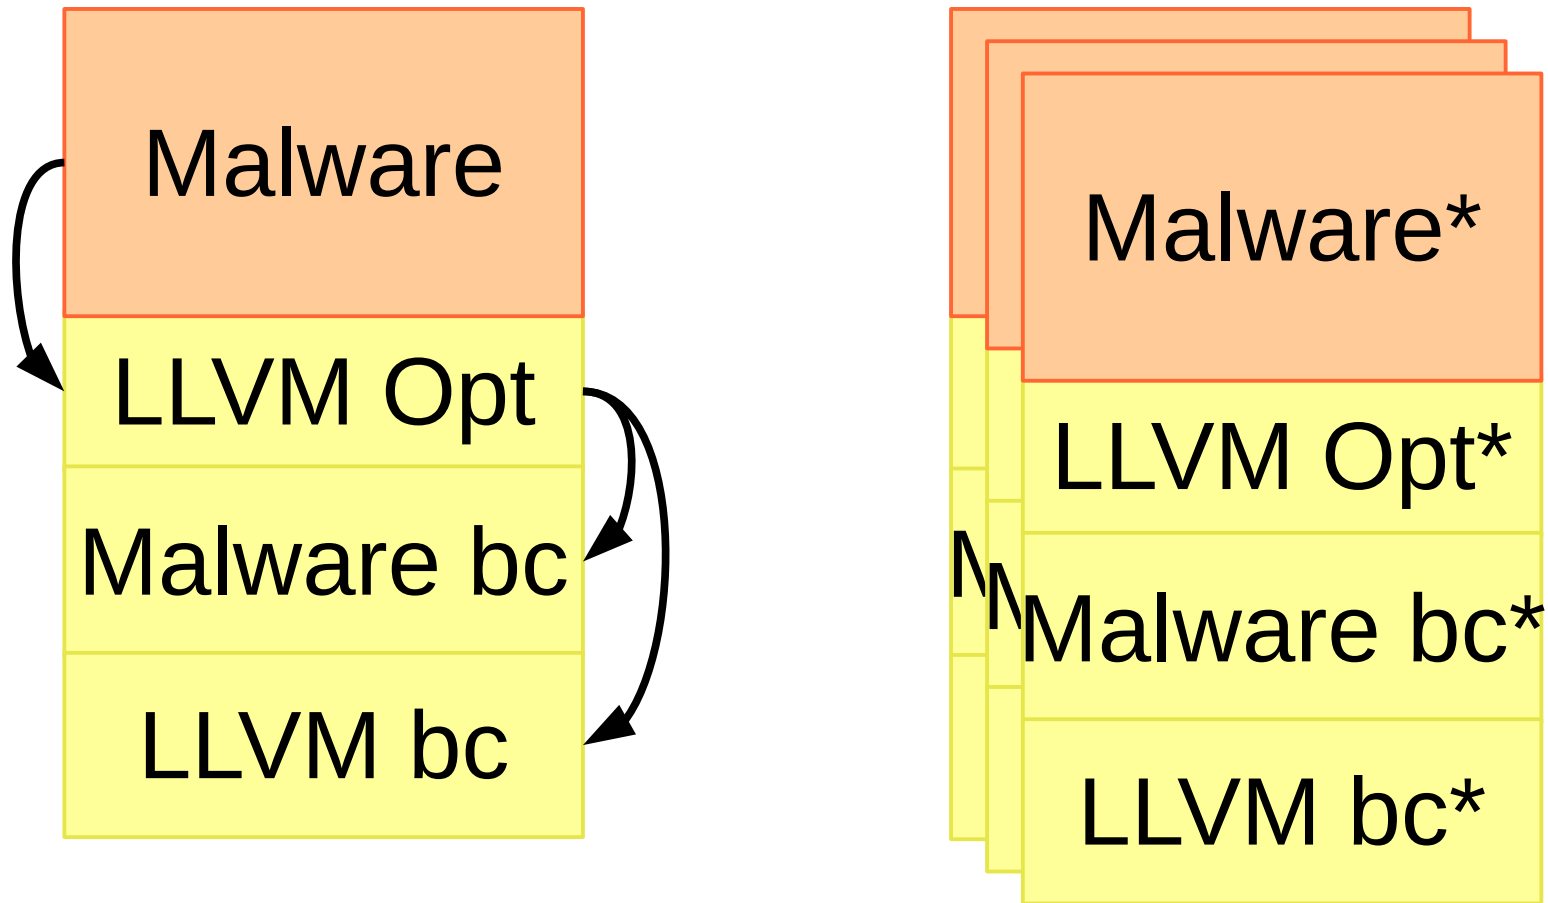 Malware
LLVM Opt
Malware bc
LLVM bc
Malware*
LLVM Opt*
M
M
Malware bc*
LLVM bc*